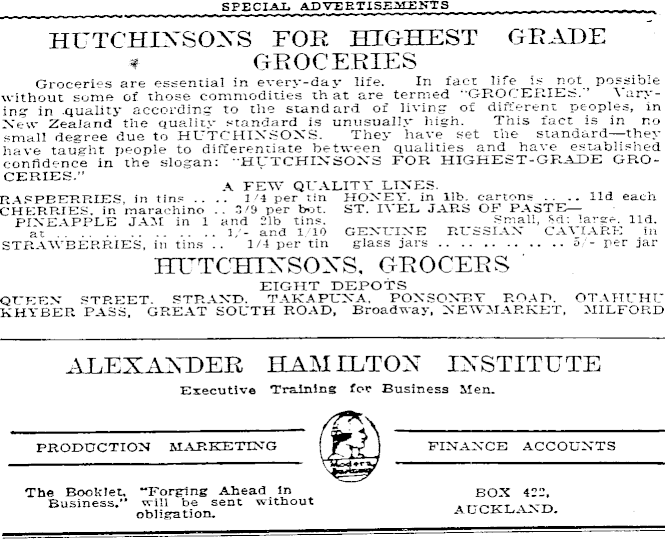 SPECIAL ADVERTISEMENTS
HUTCHINSONS FOR HIGHEST GRADE
GROCERIES
Groceries are essential in every-day life. In fact life is not possible
without some of those commodities that are termed "GROCERIES." Vary-
ing in quality according to the standard of living of different peoples, in
New Zealand the quality standard is unusually high. This fact is in no
small degree due to HUTCHINSONS. They have set the standard—they
have taught people to differentiate between qualities and have established
confidence in the slogan: "HUTCHINSONS FOR HIGHEST-GRADE GRO-
CERIES."
A FEW QUALITY LINES.
RASPBERRIES, in tins .. .. 1/4 per tin
CHERRIES, in marachino .. 3/9 per bot.
PINEAPPLE JAM in 1 and 2lb tins.
at .. .. .. .. .. .. .. 1/- and 1/10
STRAWBERRIES, in tins .. 1/4 per tin
HONEY, in 1lb. cartons .. .. 11d each
ST. IVEL JARS OF PASTE—
Small, 8d; large, 11d.
GENUINE RUSSIAN CAVIARE in
glass jars .. .. .. .. .. .. 5/- per jar
HUTCHINSONS, GROCERS
EIGHT DEPOTS
QUEEN STREET, STRAND, TAKAPUNA, PONSONBY ROAD, OTAHUHU
KHYBER PASS, GREAT SOUTH ROAD, Broadway, NEWMARKET, MILFORD
ALEXANDER HAMILTON INSTITUTE
Executive Training for Business Men.
PRODUCTION MARKETING
Modern
FINANCE ACCOUNTS
The Booklet, "Forging Ahead in
Business," will be sent without
obligation.
BOX 422,
AUCKLAND.